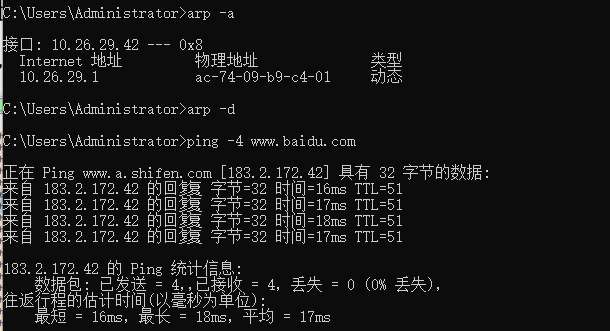 C:\Users\Administrator>arp -a
接口: 10.26.29.42 --- 0x8
Internet 地址 物理地址 类型
10.26.29.1 ac-74-09-b9-c4-01 动态
C:\Users\Administrator>arp -d
C:\Users\Administrator>ping -4 www.baidu.com
正在 Ping www.a.shifen.com [183.2.172.42] 具有 32 字节的数据:
来自 183.2.172.42 的回复: 字节=32 时间=16ms TTL=51
来自 183.2.172.42 的回复: 字节=32 时间=17ms TTL=51
来自 183.2.172.42 的回复: 字节=32 时间=18ms TTL=51
来自 183.2.172.42 的回复: 字节=32 时间=17ms TTL=51
183.2.172.42 的 Ping 统计信息:
数据包: 已发送 = 4,已接收 = 4, 丢失 = 0 (0% 丢失),
往返行程的估计时间(以毫秒为单位):
最短 = 16ms, 最长 = 18ms, 平均 = 17ms